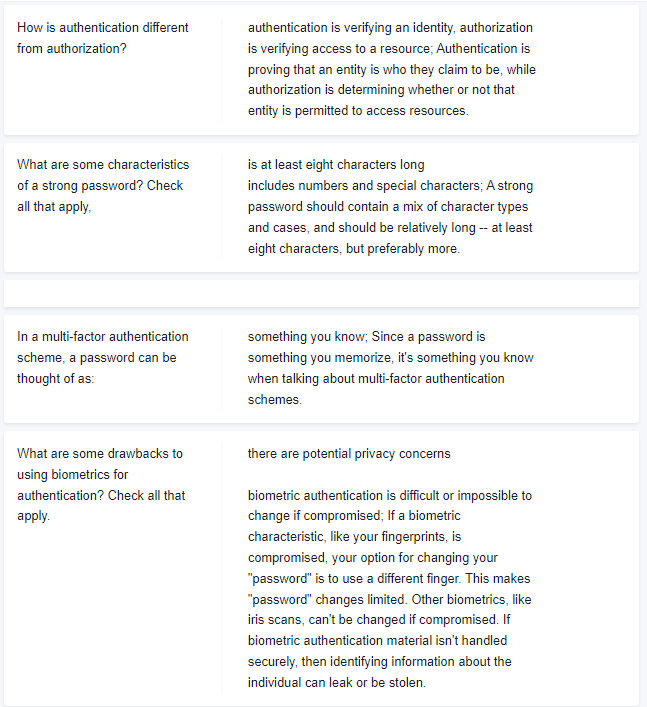 How is authentication different
from authorization?
authentication is verifying an identity, authorization
is verifying access to a resource; Authentication is
proving that an entity is who they claim to be, while
authorization is determining whether or not that
entity is permitted to access resources.
What are some characteristics
of a strong password? Check
all that apply,
is at least eight characters long
includes numbers and special characters; A strong
password should contain a mix of character types
and cases, and should be relatively long -- at least
eight characters, but preferably more.
In a multi-factor authentication
scheme, a password can be
thought of as:
something you know; Since a password is
something you memorize, it's something you know
when talking about multi-factor authentication
schemes.
What are some drawbacks to
using biometrics for
authentication? Check all that
apply.
there are potential privacy concerns
biometric authentication is difficult or impossible to
change if compromised; If a biometric
characteristic, like your fingerprints, is
compromised, your option for changing your
"password" is to use a different finger. This makes
"password" changes limited. Other biometrics, like
iris scans, can't be changed if compromised. If
biometric authentication material isn't handled
securely, then identifying information about the
individual can leak or be stolen.